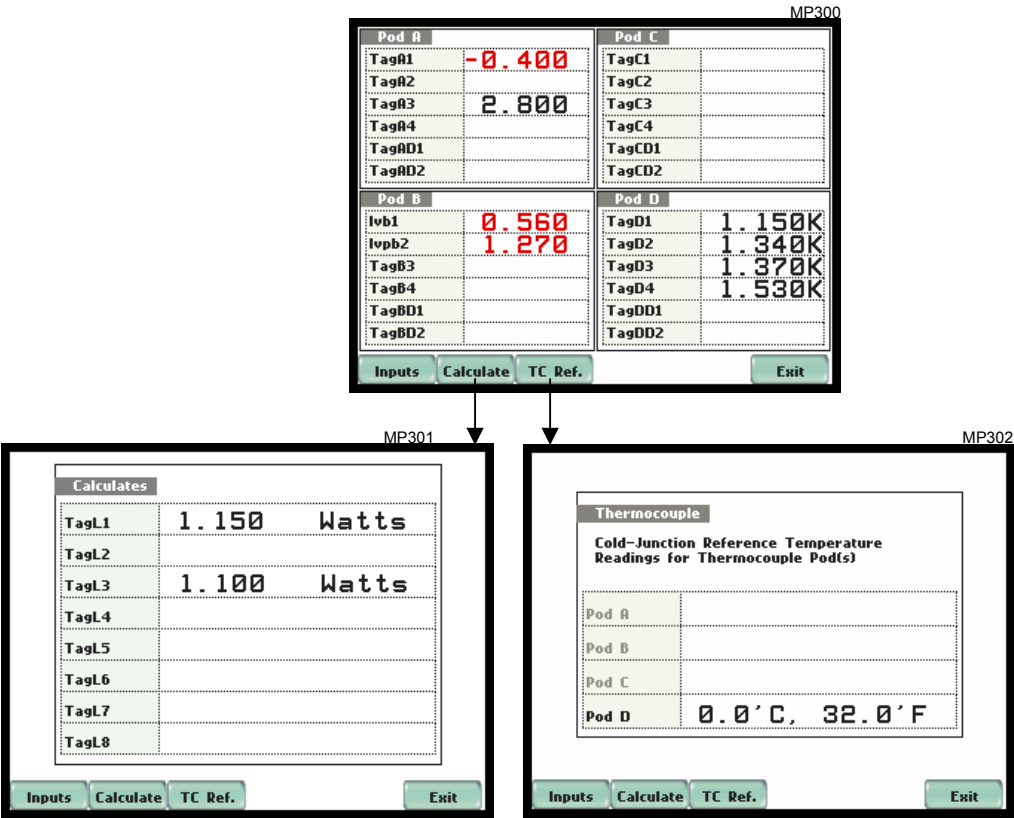 MP300
Pod A
TagA1 -0.400
TagA2
TagA3 2.800
TagA4
TagAD1
TagAD2
Pod C
TagC1
TagC2
TagC3
TagC4
TagCD1
TagCD2
Pod B
lvb1 0.560
lvpb2 1.270
TagB3
TagB4
TagBD1
TagBD2
Pod D
TagD1 1.150K
TagD2 1.340K
TagD3 1.370K
TagD4 1.530K
TagDD1
TagDD2
Inputs Calculate TC Ref. Exit
MP301
Calculates
TagL1 1.150 Watts
TagL2
TagL3 1.100 Watts
TagL4
TagL5
TagL6
TagL7
TagL8
Inputs Calculate TC Ref. Exit
MP302
Thermocouple
Cold-Junction Reference Temperature
Readings for Thermocouple Pod(s)
Pod A
Pod B
Pod C
Pod D 0.0'C, 32.0'F
Inputs Calculate TC Ref. Exit